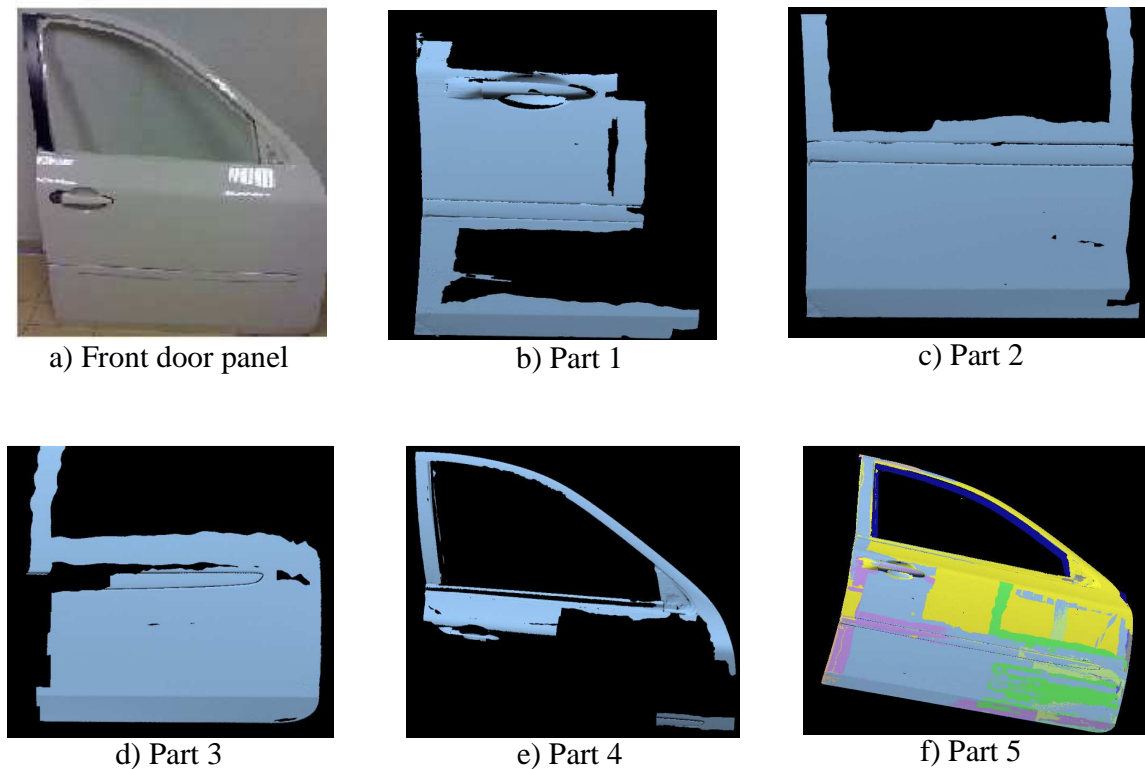 a) Front door panel
b) Part 1
c) Part 2
d) Part 3
e) Part 4
f) Part 5